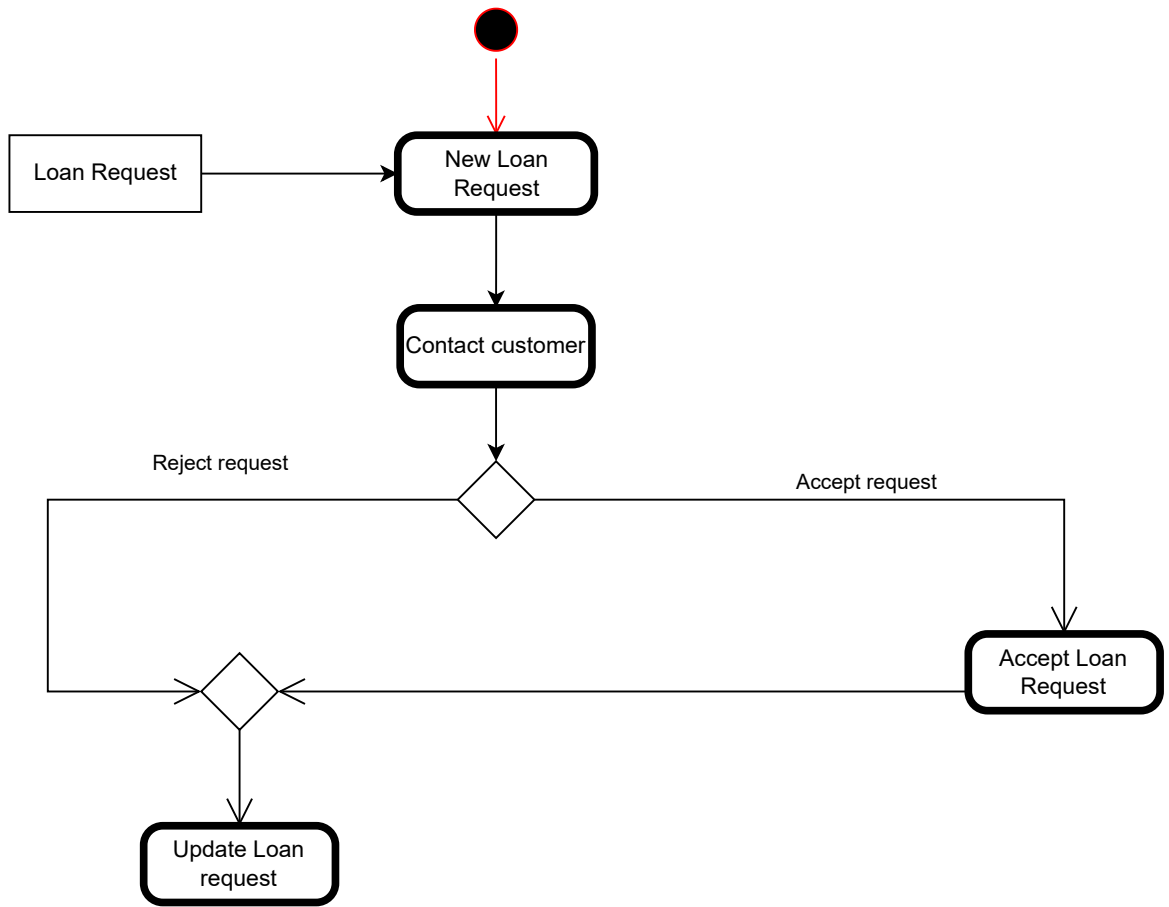 New Loan
Request
Loan Request
Contact customer
Reject request
Accept request
Accept Loan
Request
Update Loan
request